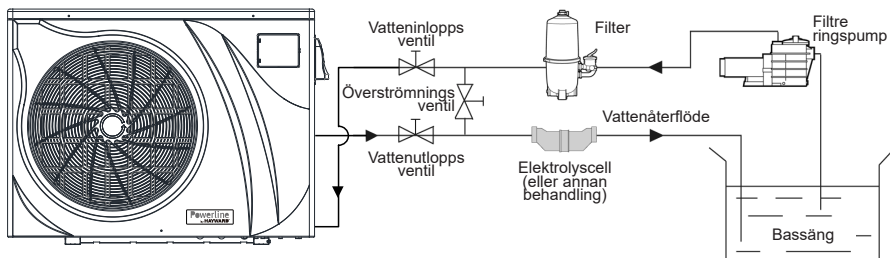 Vatteninlopps
ventil
Filter
Filtre
ringspump
Överströmnings
ventil
Vattenutlopps
ventil
Elektrolyscell
(eller annan
behandling)
Vattenåterflöde
Bassäng
Powerline
by HAYWARD